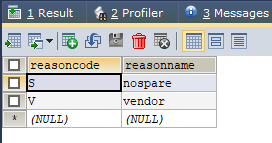 1 Result 2 Profiler 3 Messages
reasoncode reasonname
S nospare
V vendor
* (NULL) (NULL)